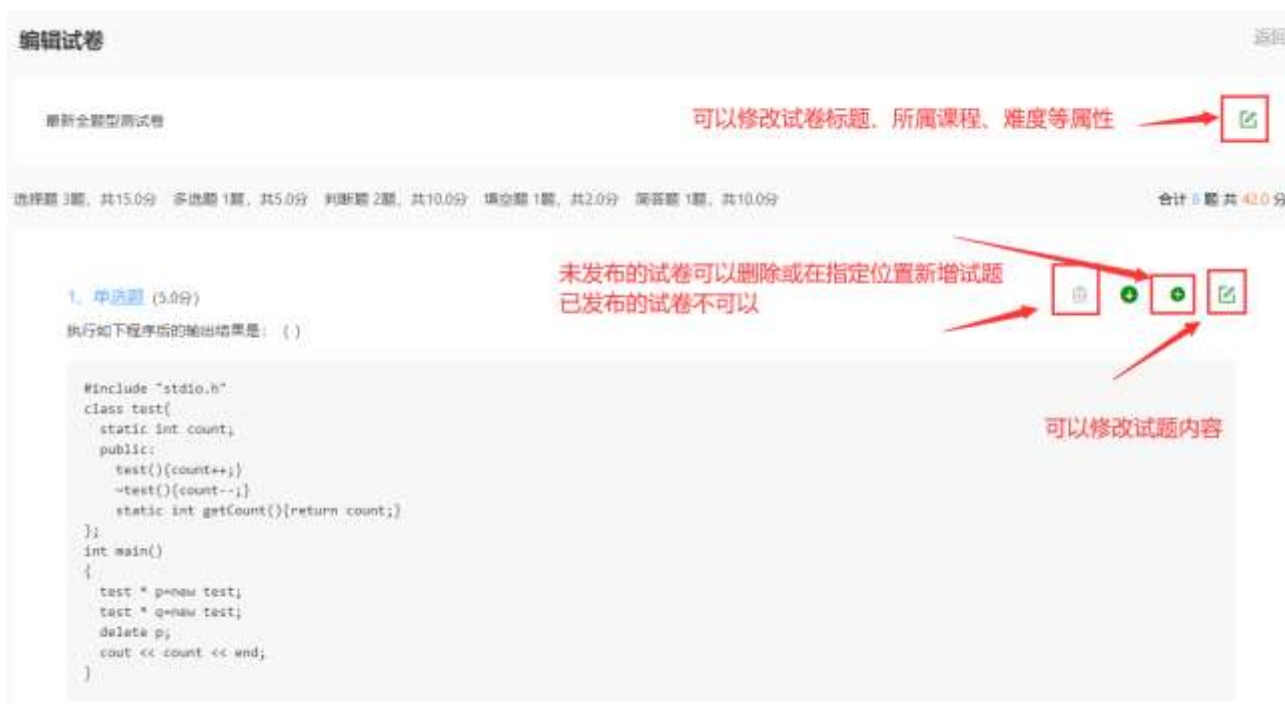 编辑试卷
返回
最新全题型测试卷
可以修改试卷标题、所属课程、难度等属性
选择题 3题，共15.0分 多选题 1题，共5.0分 判断题 2题，共10.0分 填空题 1题，共2.0分 简答题 1题，共10.0分
合计 8 题 共 42.0 分
未发布的试卷可以删除或在指定位置新增试题
已发布的试卷不可以
1、单选题 (5.0分)
执行如下程序后的输出结果是： ( )
#include "stdio.h"
class test{
static int count;
public:
test(){count++;}
~test(){count--;}
static int getCount(){return count;}
};
int main()
{
test * p=new test;
test * q=new test;
delete p;
cout << count << end;
}
可以修改试题内容